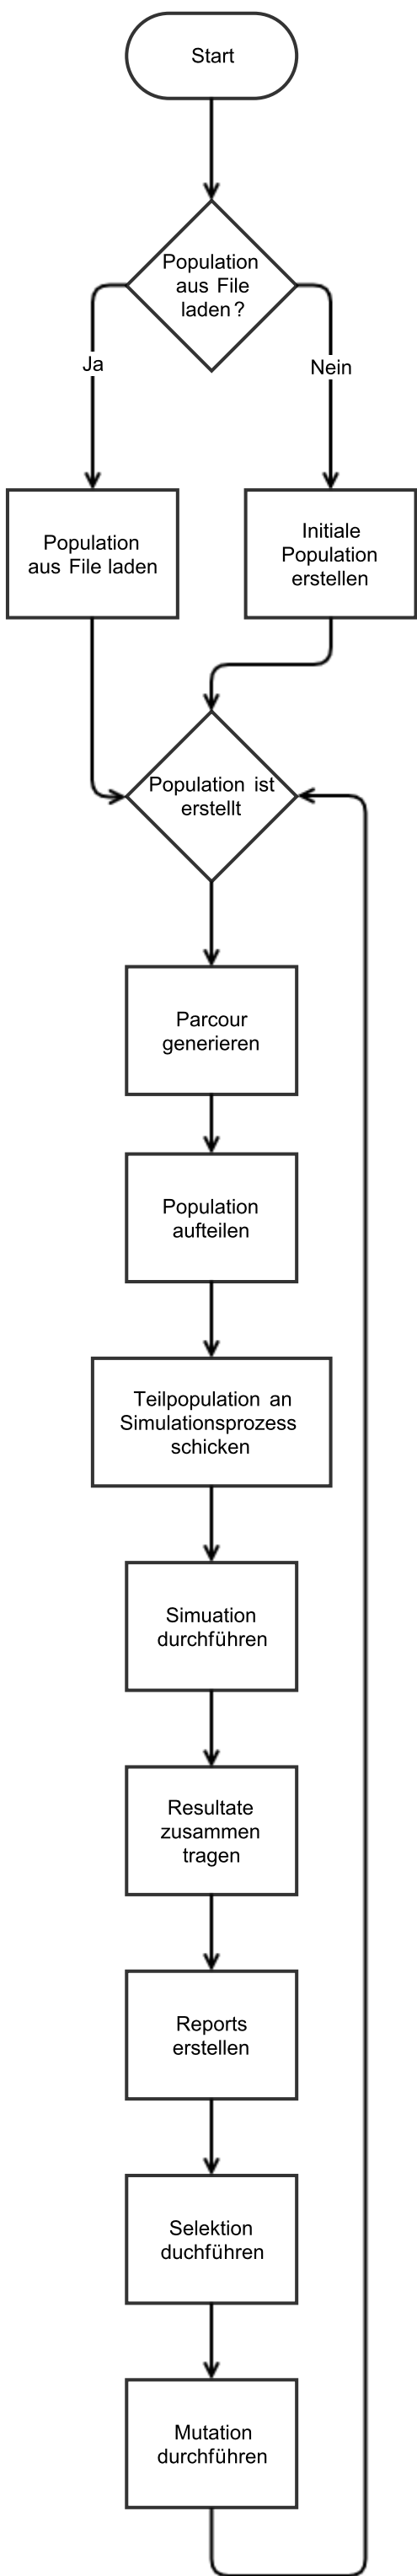 Start
Population
aus File
laden?
Ja
Nein
Population
aus File laden
Initiale
Population
erstellen
Population ist
erstellt
Parcour
generieren
Population
aufteilen
Teilpopulation an
Simulationsprozess
schicken
Simuation
durchführen
Resultate
zusammen
tragen
Reports
erstellen
Selektion
duchführen
Mutation
durchführen